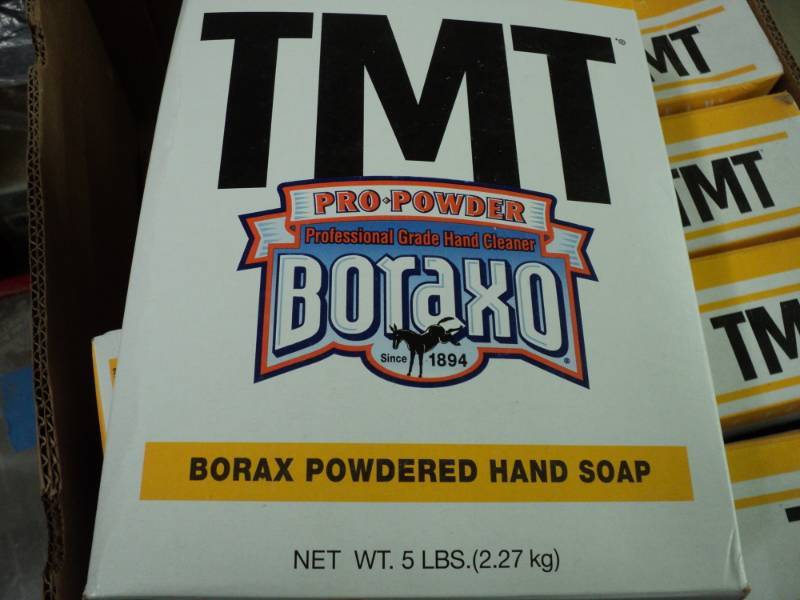 TMT
PRO•POWDER
Professional Grade Hand Cleaner
Boraxo
Since 1894
BORAX POWDERED HAND SOAP
NET WT. 5 LBS.(2.27 kg)
MT
TMT
TM